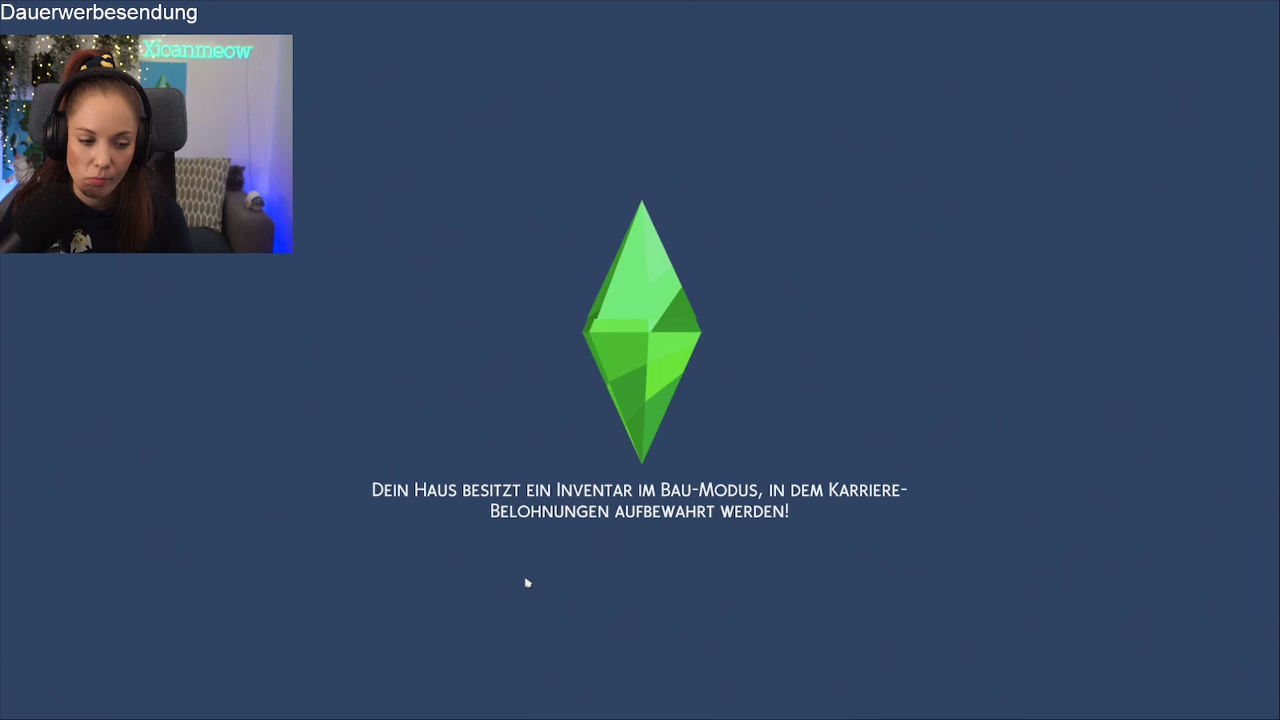 Dauerwerbesendung
Xicanmeow
Dein Haus besitzt ein Inventar im Bau-Modus, in dem Karriere-
Belohnungen aufbewahrt werden!